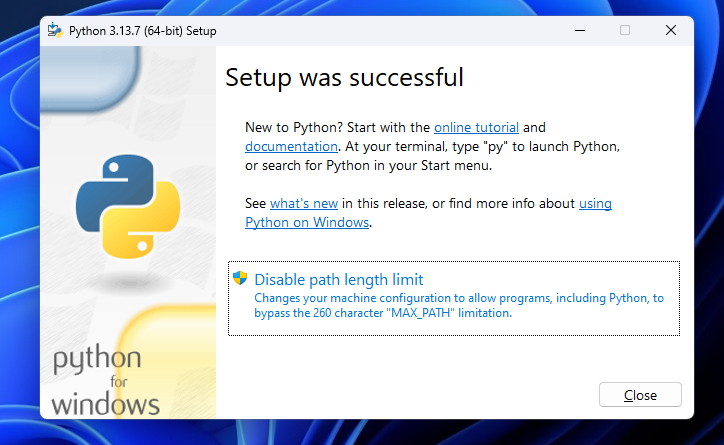 Python 3.13.7 (64-bit) Setup
Setup was successful
New to Python? Start with the online tutorial and
documentation. At your terminal, type "py" to launch Python,
or search for Python in your Start menu.
See what's new in this release, or find more info about using
Python on Windows.
Disable path length limit
Changes your machine configuration to allow programs, including Python, to
bypass the 260 character "MAX_PATH" limitation.
python
for
windows
Close